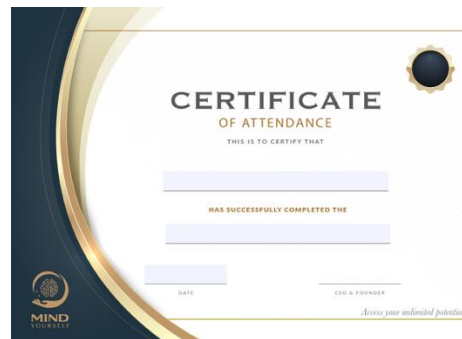 CERTIFICATE
OF ATTENDANCE
THIS IS TO CERTIFY THAT
HAS SUCCESSFULLY COMPLETED THE
DATE
CEO & FOUNDER
Access your unlimited potential
MIND
YOURSELF